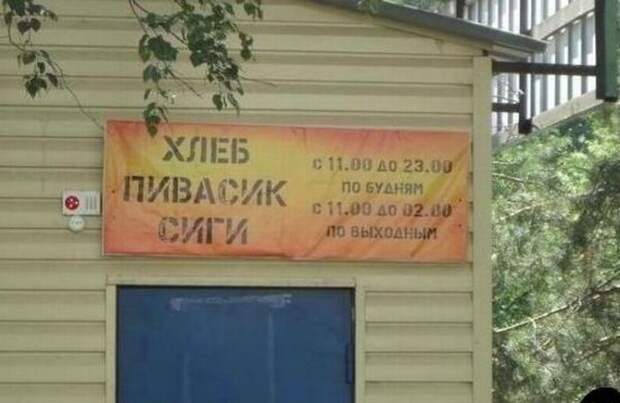 ХЛЕБ
ПИВАСИК
СИГИ
С 11.00 ДО 23.00
ПО БУДНЯМ
С 11.00 ДО 02.00
ПО ВЫХОДНЫМ